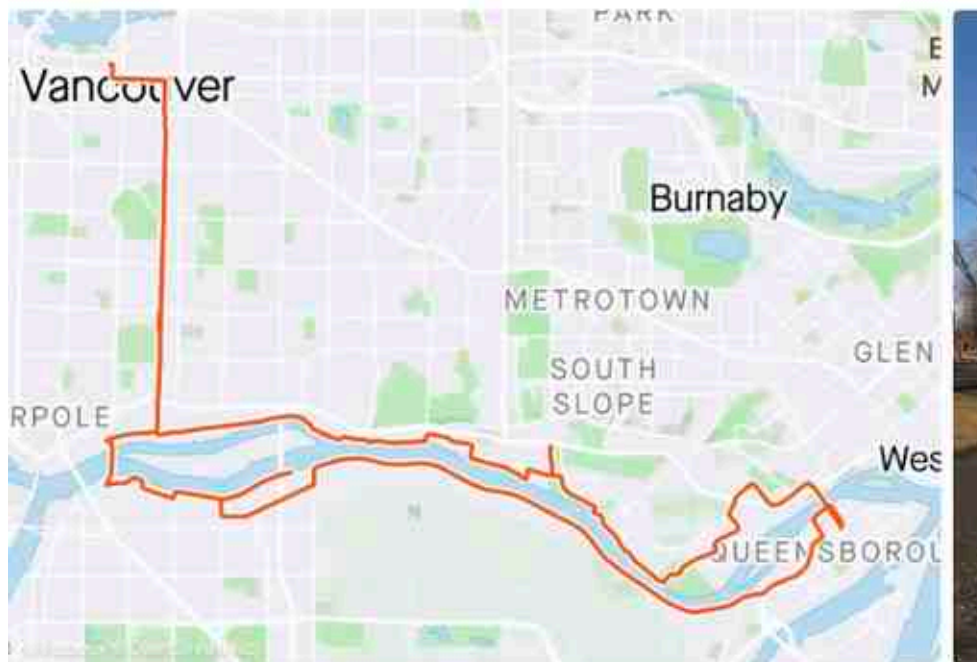 PARK
E
M
Vancouver
Burnaby
METROTOWN
GLEN
SOUTH
SLOPE
RPOLE
Wes
QUEENSBOROU